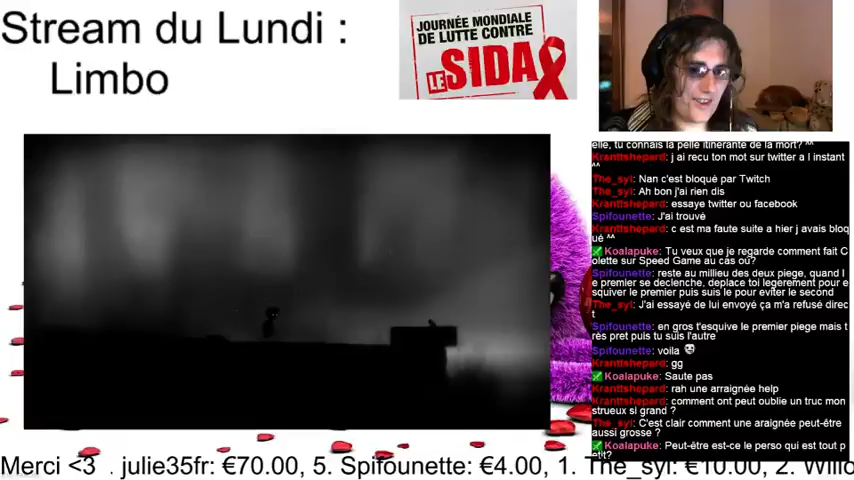 Stream du Lundi :
Limbo
JOURNÉE MONDIALE
DE LUTTE CONTRE
LE SIDA
elle, tu connais la pelle itinérante de la mort? ^^
Kranttshepard: j ai recu ton mot sur twitter a l instant
^^
The_syl: Nan c'est bloqué par Twitch
The_syl: Ah bon j'ai rien dis
Kranttshepard: essaye twitter ou facebook
Spifounette: J'ai trouvé
Kranttshepard: c est ma faute suite a hier j avais bloq
ué ^^
Koalapuke: Tu veux que je regarde comment fait C
olette sur Speed Game au cas où?
Spifounette: reste au millieu des deux piege, quand l
e premier se declenche, deplace toi legerement pour e
squiver le premier puis suis le pour eviter le second
The_syl: J'ai essayé de lui envoyé ça m'a refusé direc
t
Spifounette: en gros t'esquive le premier piege mais t
rès pret puis tu suis l'autre
Spifounette: voila
Kranttshepard: gg
Koalapuke: Saute pas
Kranttshepard: rah une arraignée help
Kranttshepard: comment ont peut oublie un truc mon
strueux si grand ?
The_syl: C'est clair comment une araignée peut-être
aussi grosse ?
Koalapuke: Peut-être est-ce le perso qui est tout p
etit?
Merci <3 . julie35fr: €70.00, 5. Spifounette: €4.00, 1. The_syl: €10.00, 2. Willo